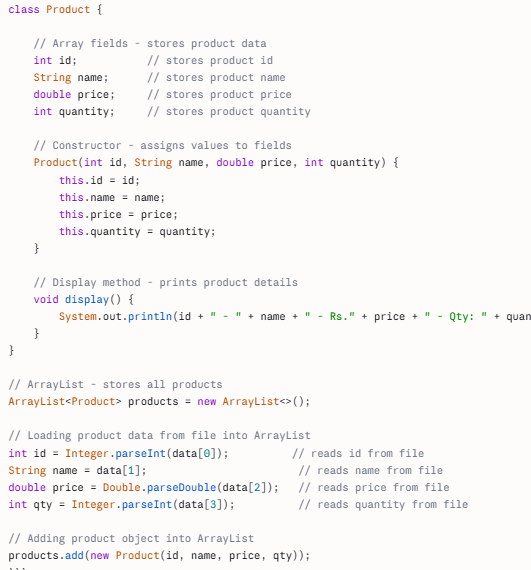 class Product {
// Array fields - stores product data
int id;           // stores product id
String name;      // stores product name
double price;     // stores product price
int quantity;     // stores product quantity
// Constructor - assigns values to fields
Product(int id, String name, double price, int quantity) {
this.id = id;
this.name = name;
this.price = price;
this.quantity = quantity;
}
// Display method - prints product details
void display() {
System.out.println(id + " - " + name + " - Rs." + price + " - Qty: " + quan
}
}
// ArrayList - stores all products
ArrayList<Product> products = new ArrayList<>();
// Loading product data from file into ArrayList
int id = Integer.parseInt(data[0]);          // reads id from file
String name = data[1];                        // reads name from file
double price = Double.parseDouble(data[2]);   // reads price from file
int qty = Integer.parseInt(data[3]);          // reads quantity from file
// Adding product object into ArrayList
products.add(new Product(id, name, price, qty));